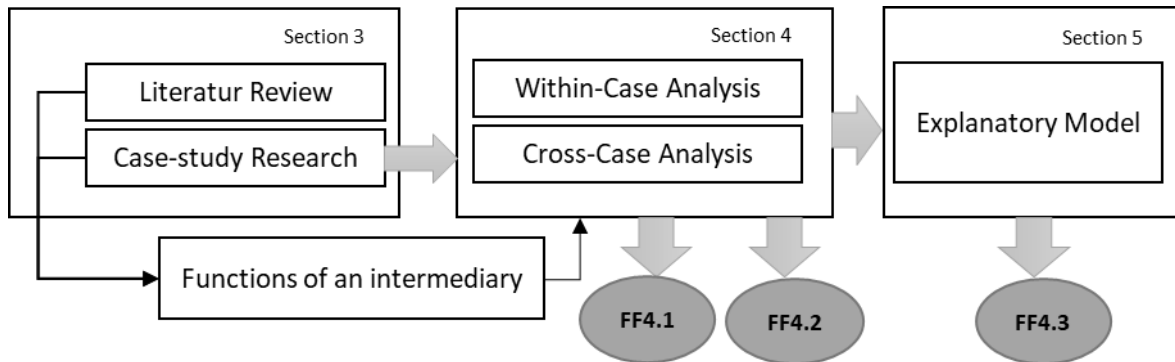 Section 3
Literatur Review
Case-study Research
Functions of an intermediary
Section 4
Within-Case Analysis
Cross-Case Analysis
FF4.1
FF4.2
Section 5
Explanatory Model
FF4.3